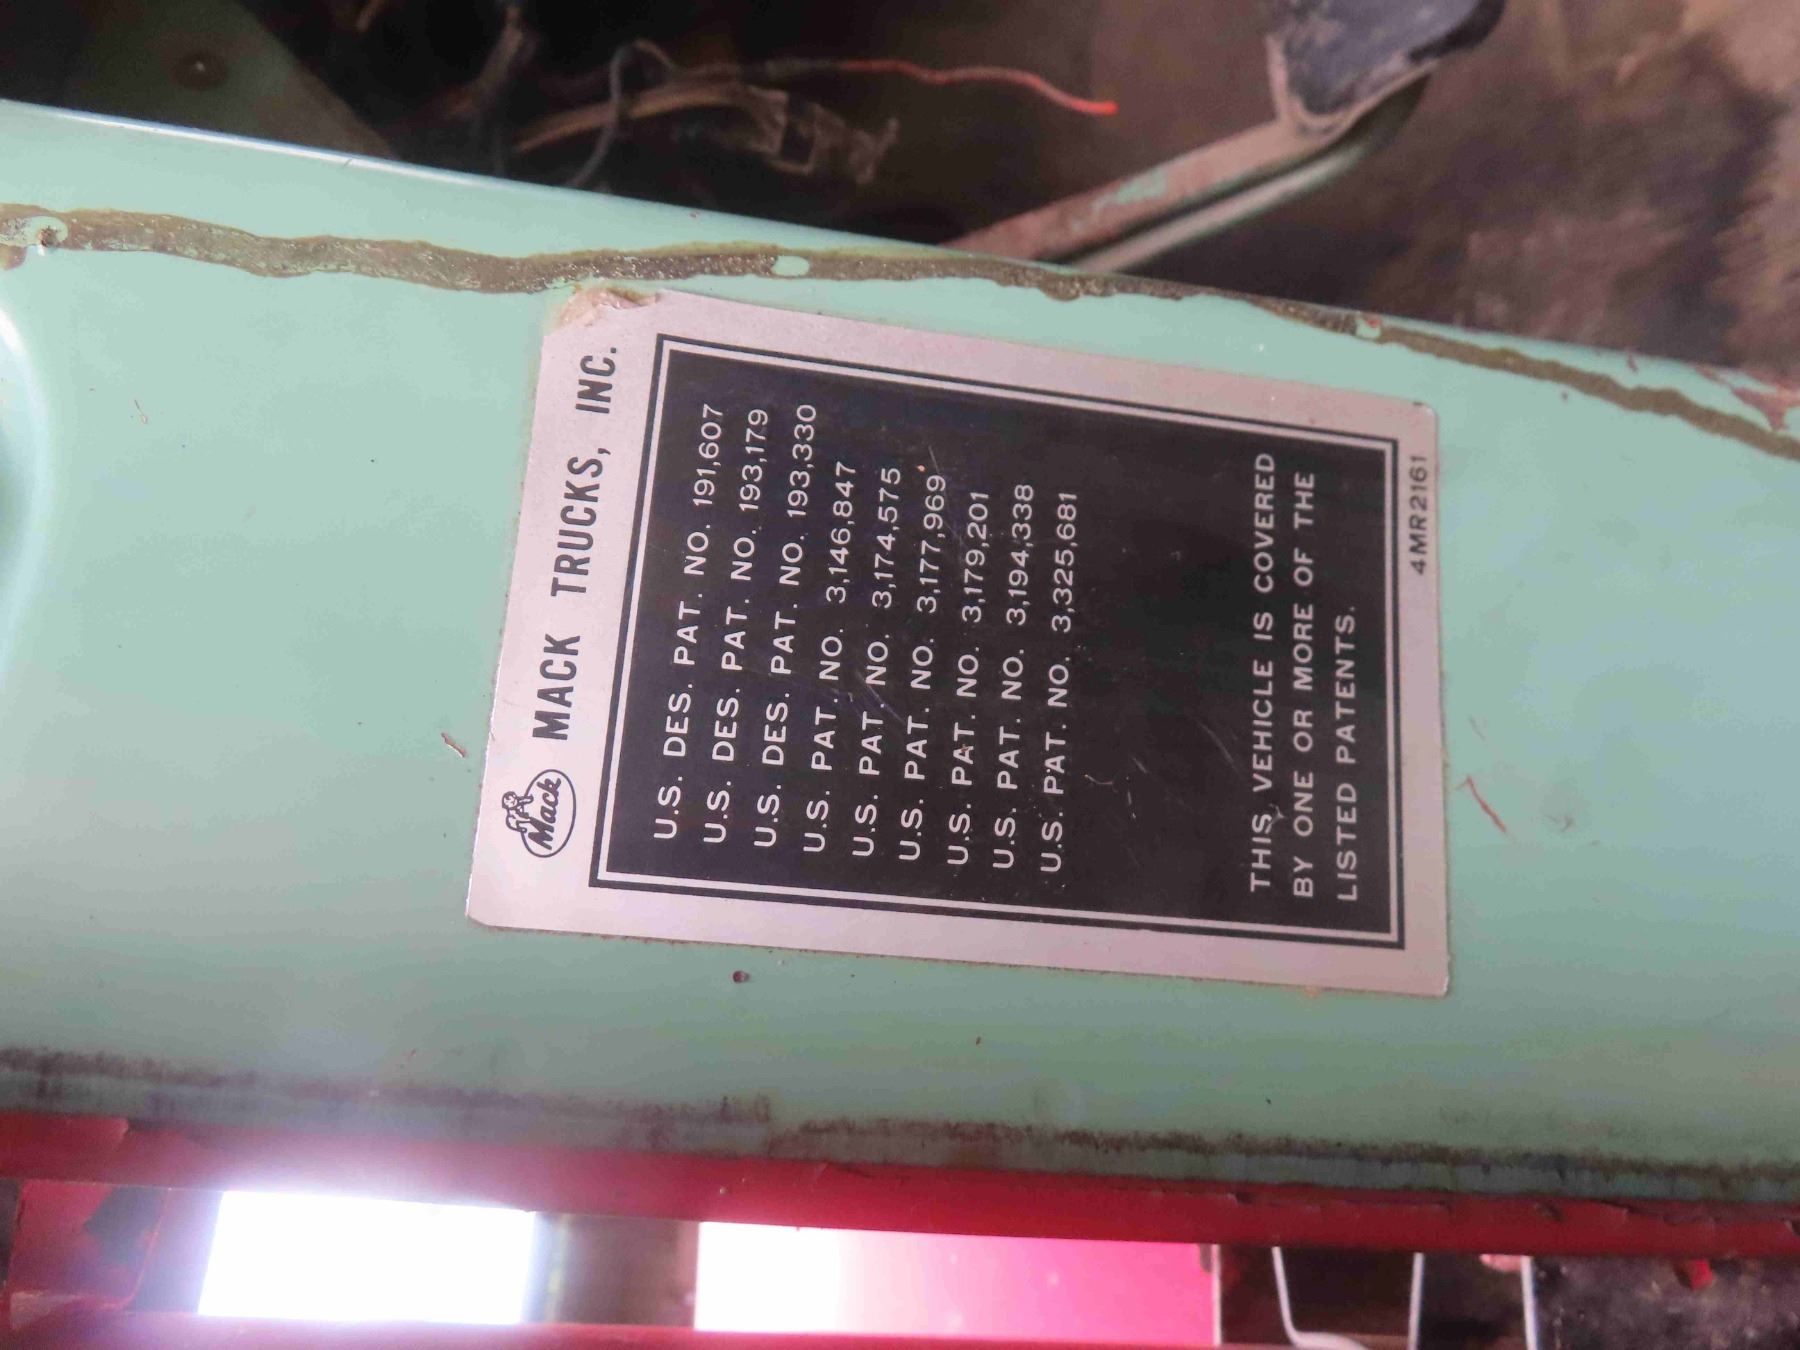 Mack MACK TRUCKS, INC.
U.S. DES. PAT. NO. 191,607
U.S. DES. PAT. NO. 193,179
U.S. DES. PAT. NO. 193,330
U.S. PAT. NO. 3,146,847
U.S. PAT. NO. 3,174,575
U.S. PAT. NO. 3,177,969
U.S. PAT. NO. 3,179,201
U.S. PAT. NO. 3,194,338
U.S. PAT. NO. 3,325,681
THIS VEHICLE IS COVERED
BY ONE OR MORE OF THE
LISTED PATENTS.
4MR2161